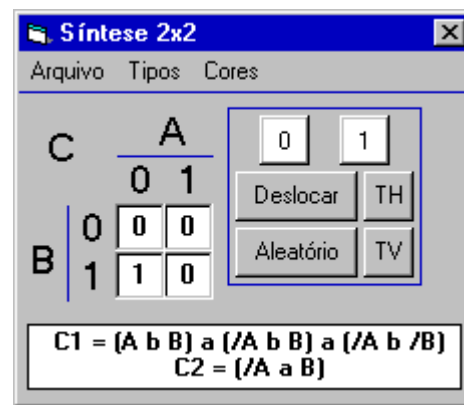 Síntese 2x2
Arquivo Tipos Cores
C A 0 1
0 1 Deslocar TH
B 0 0 0 Aleatório TV
1 1 0
C1 = (A b B) a (/A b B) a (/A b /B)
C2 = (/A a B)